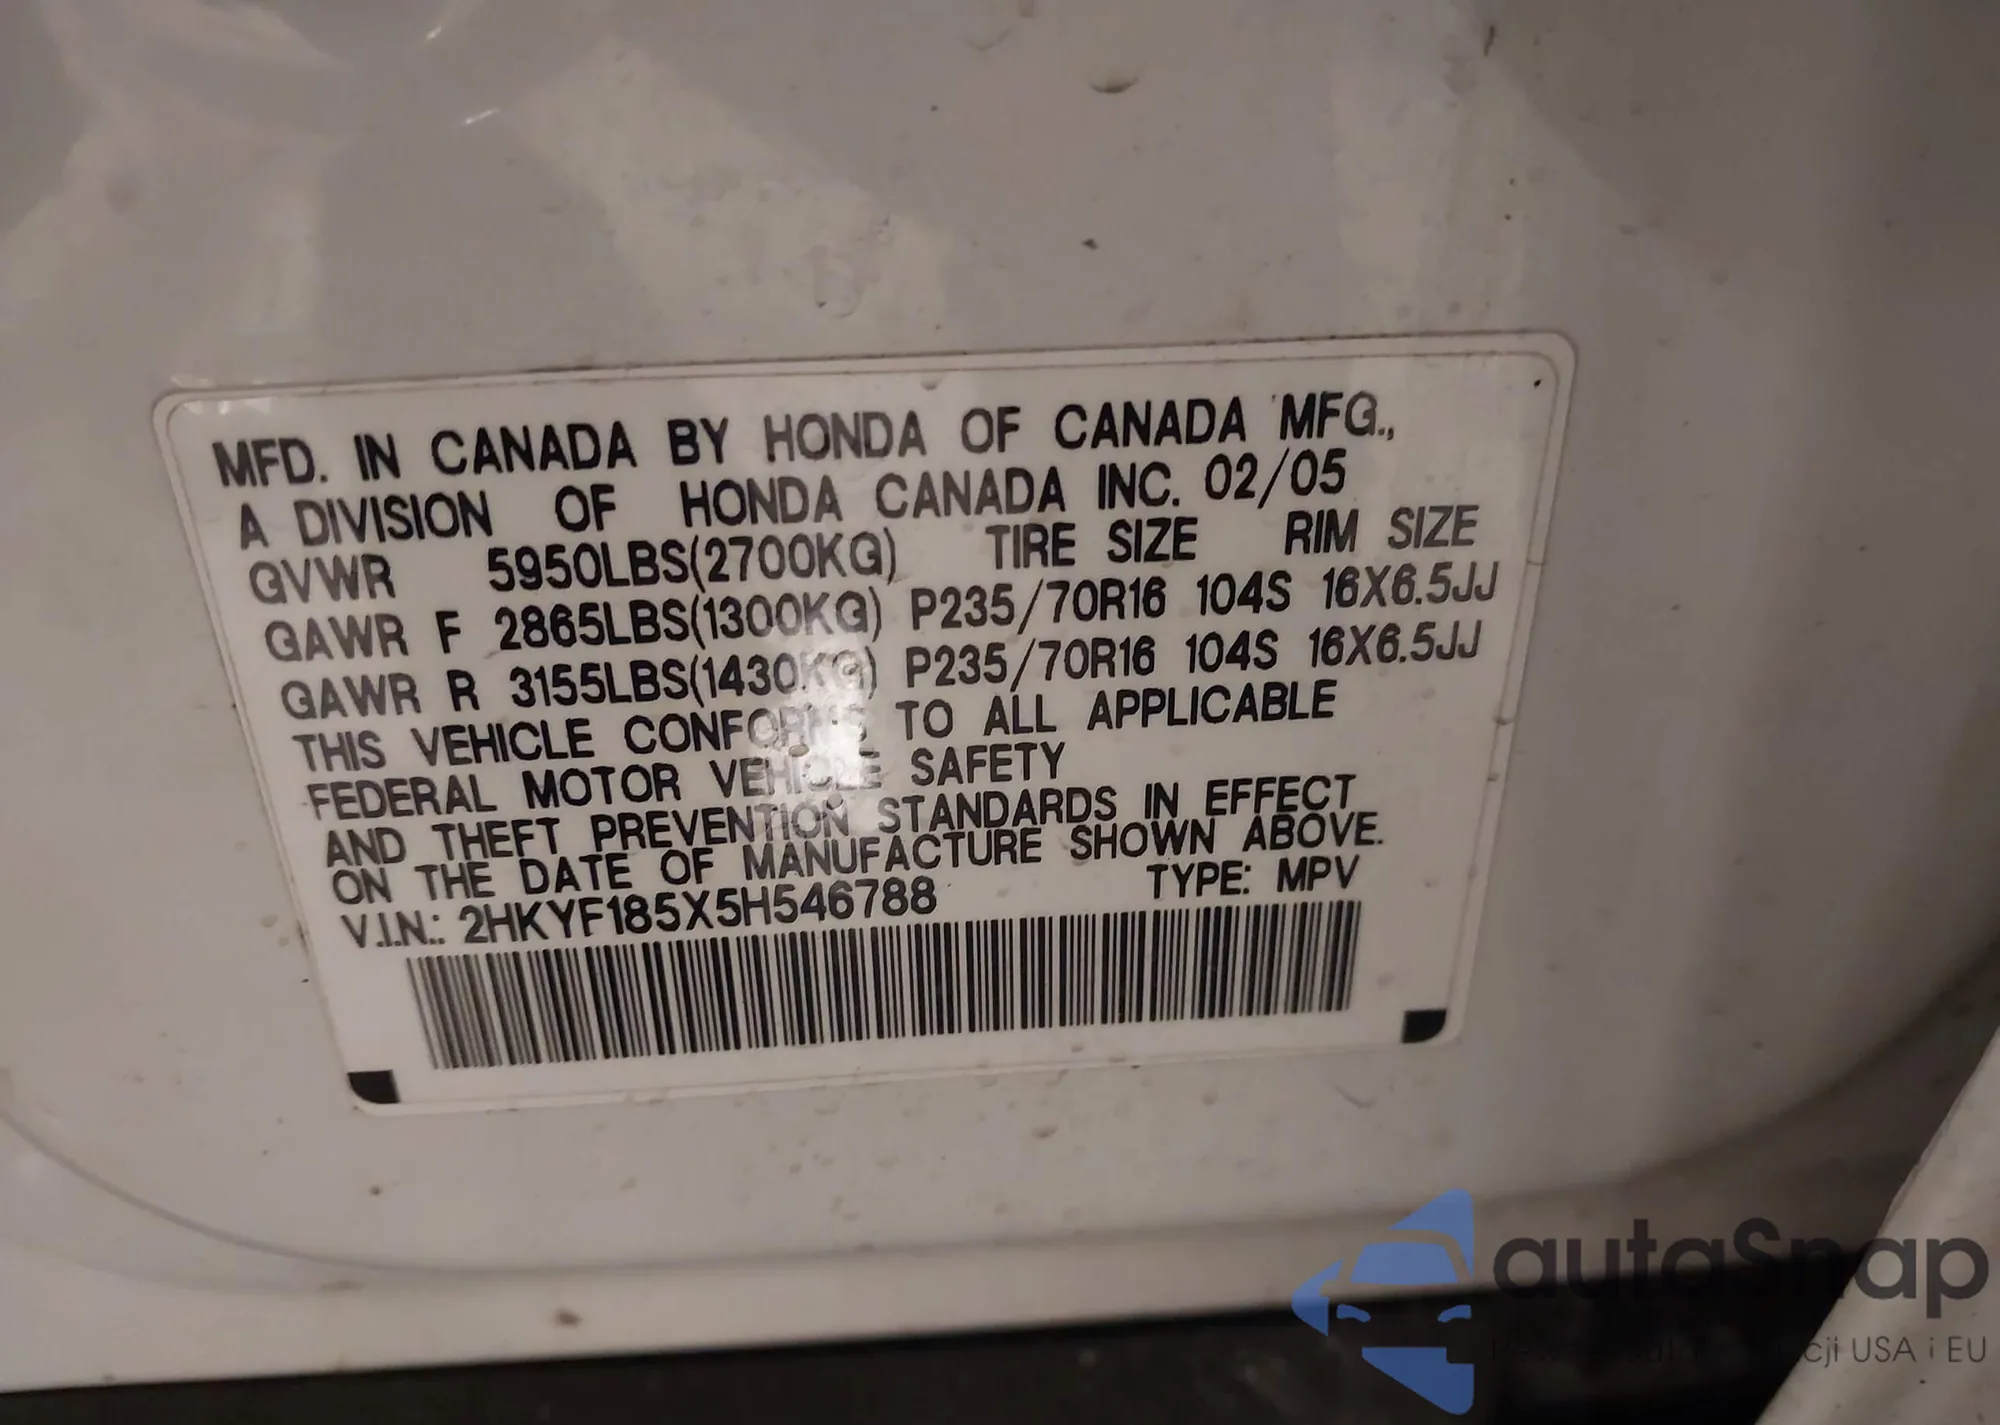 MFD. IN CANADA BY HONDA OF CANADA MFG.,
A DIVISION OF HONDA CANADA INC. 02/05
GVWR 5950LBS(2700KG) TIRE SIZE RIM SIZE
GAWR F 2865LBS(1300KG) P235/70R16 104S 16X6.5JJ
GAWR R 3155LBS(1430KG) P235/70R16 104S 16X6.5JJ
THIS VEHICLE CONFORMS TO ALL APPLICABLE
FEDERAL MOTOR VEHICLE SAFETY
AND THEFT PREVENTION STANDARDS IN EFFECT
ON THE DATE OF MANUFACTURE SHOWN ABOVE.
V.I.N.: 2HKYF185X5H546788 TYPE: MPV
autaSnap
USA i EU